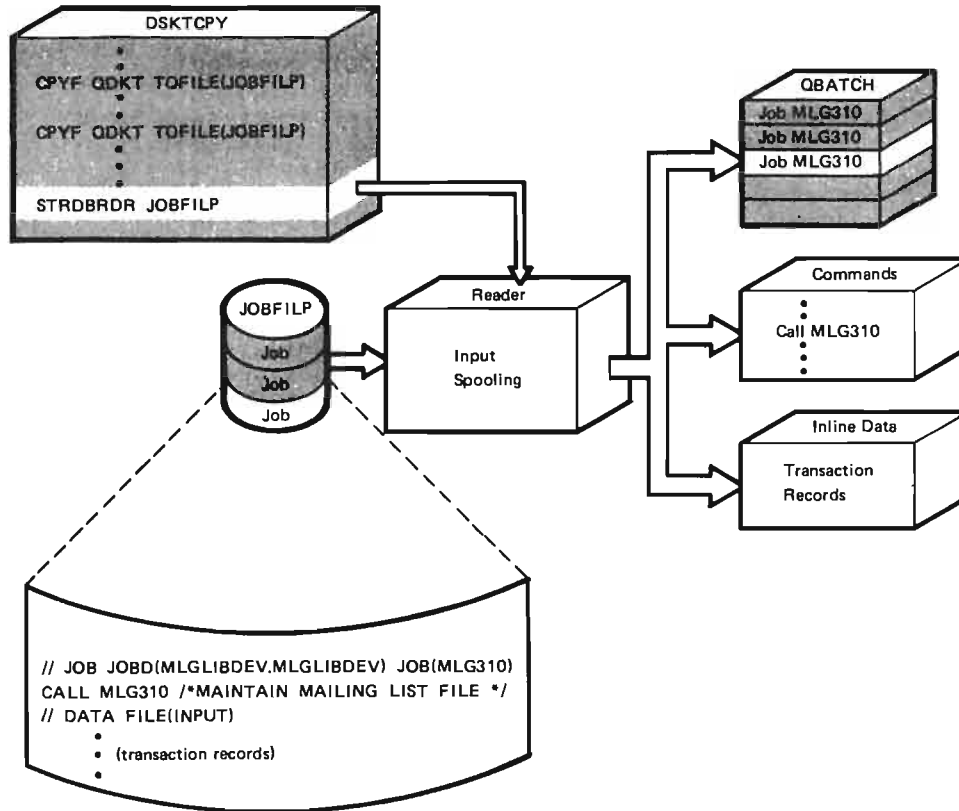 DSKTCPY
CPYF QDKT TOFILE(JOBFILP)
CPYF QDKT TOFILE(JOBFILP)
STRDBRDR JOBFILP
QBATCH
Job MLG310
Job MLG310
Job MLG310
JOBFILP
Job
Job
Job
Reader
Input
Spooling
Commands
Call MLG310
Inline Data
Transaction
Records
// JOB JOBD(MLGLIBDEV.MLGLIBDEV) JOB(MLG310)
CALL MLG310 /*MAINTAIN MAILING LIST FILE */
// DATA FILE(INPUT)
(transaction records)